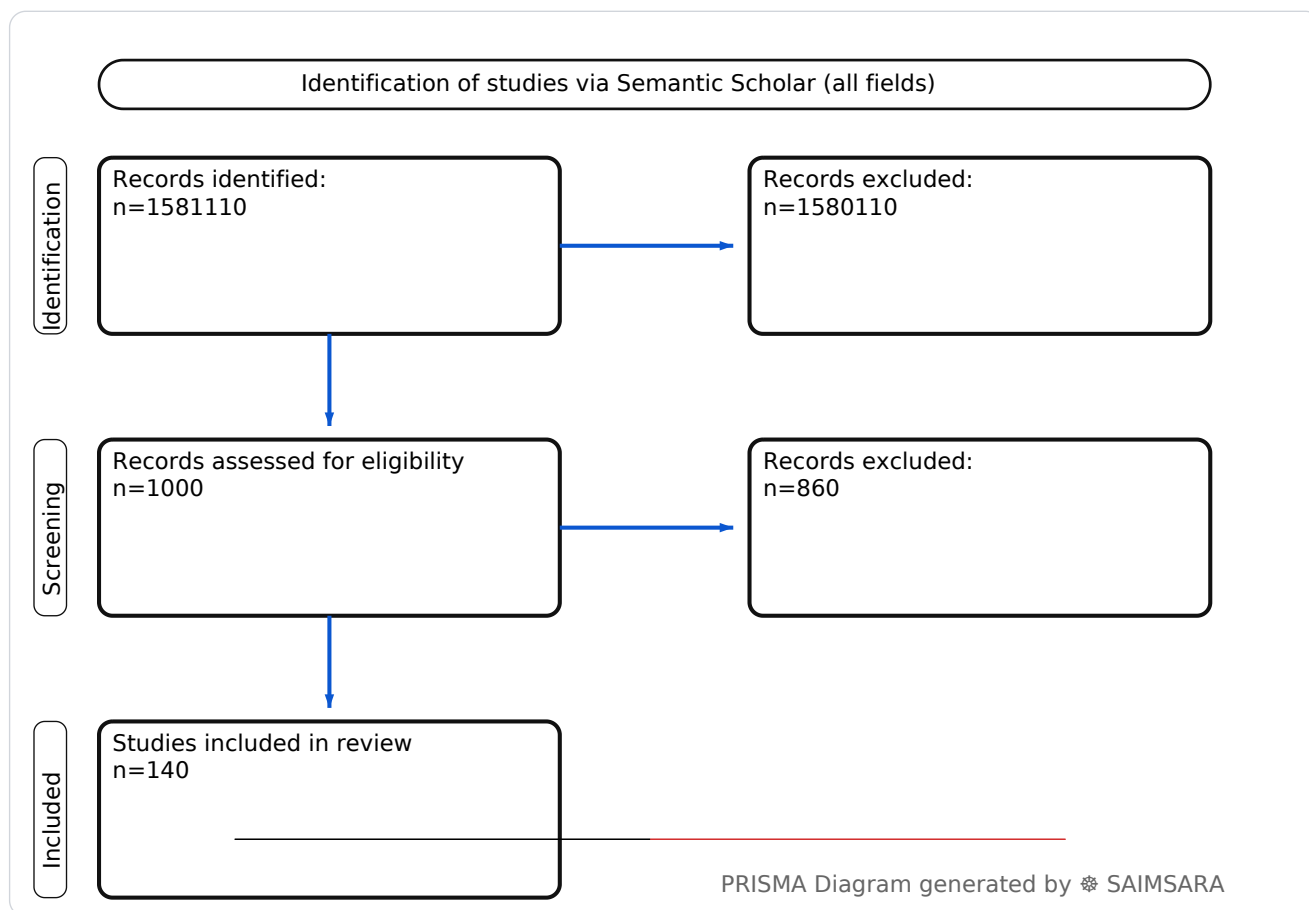 Identification of studies via Semantic Scholar (all fields)
Identification
Records identified:
n=1581110
Records excluded:
n=1580110
Screening
Records assessed for eligibility
n=1000
Records excluded:
n=860
Included
Studies included in review
n=140
PRISMA Diagram generated by ☸ SAIMSARA